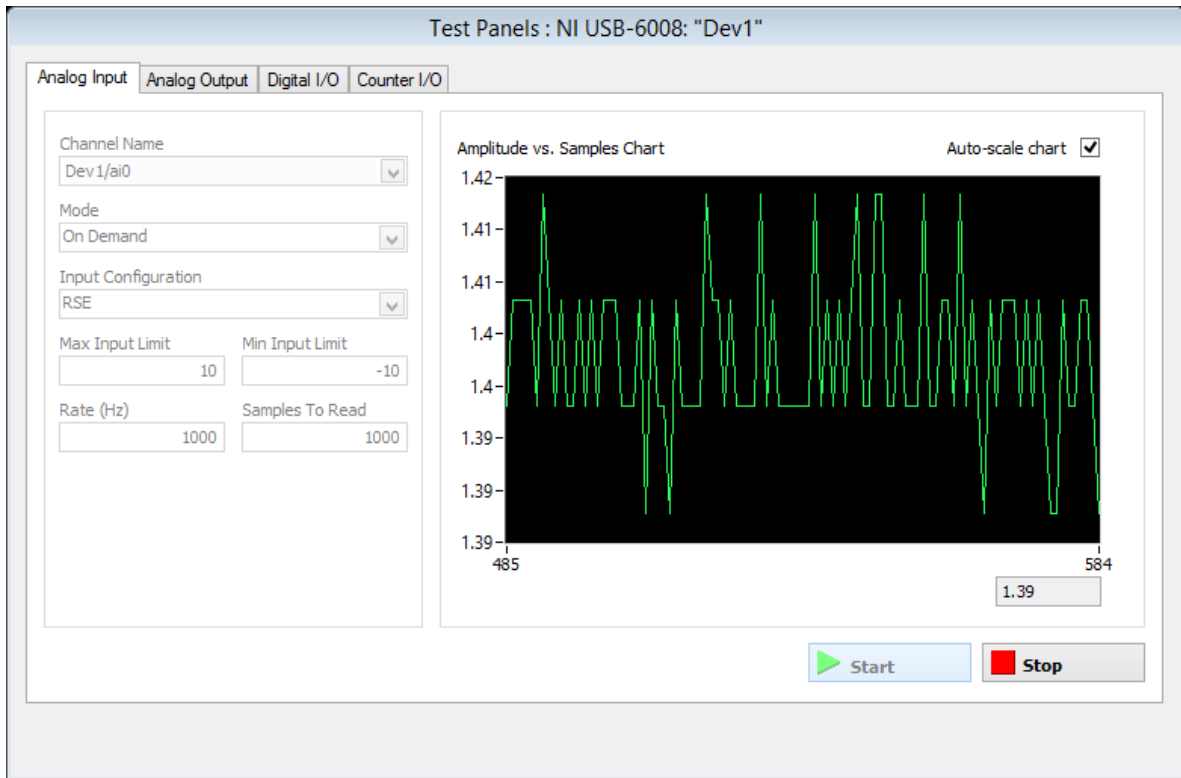 Test Panels : NI USB-6008: "Dev1"
Analog Input Analog Output Digital I/O Counter I/O
Channel Name
Dev1/ai0
Mode
On Demand
Input Configuration
RSE
Max Input Limit Min Input Limit
10 -10
Rate (Hz) Samples To Read
1000 1000
Amplitude vs. Samples Chart Auto-scale chart
1.42
1.41
1.41
1.4
1.4
1.39
1.39
1.39
485 584
1.39
Start Stop